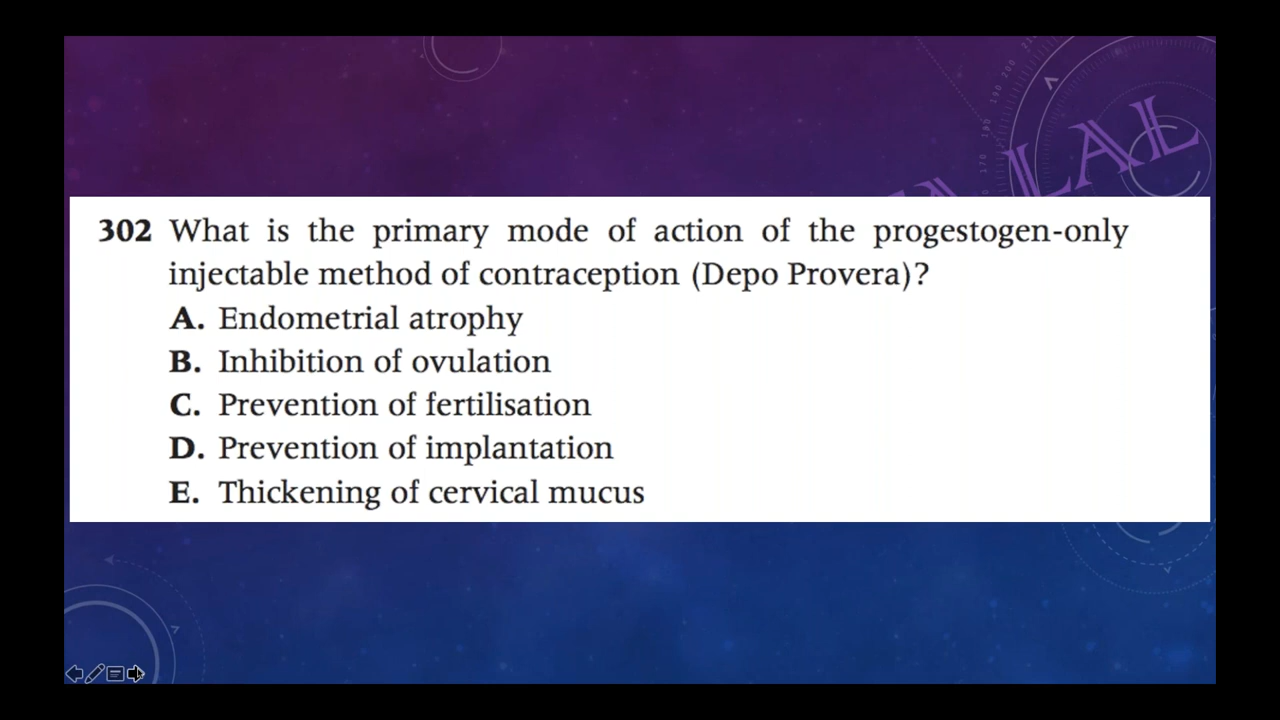 302 What is the primary mode of action of the progestogen-only
injectable method of contraception (Depo Provera)?
A. Endometrial atrophy
B. Inhibition of ovulation
C. Prevention of fertilisation
D. Prevention of implantation
E. Thickening of cervical mucus